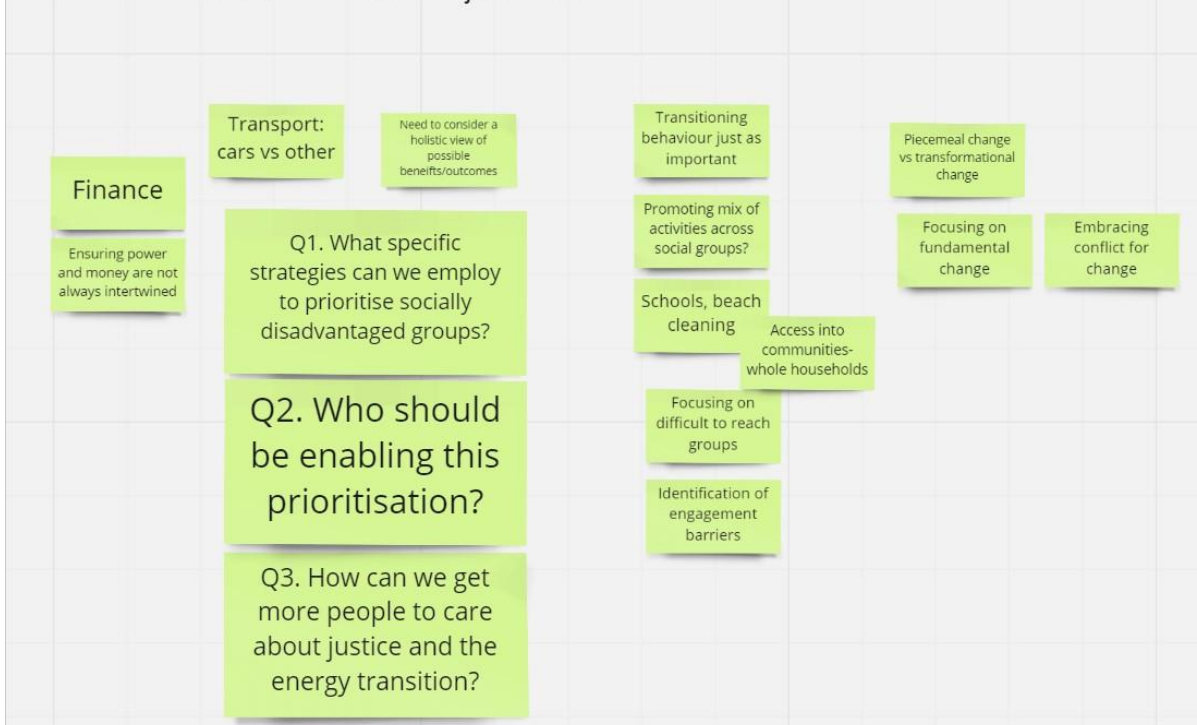 Finance
Ensuring power
and money are not
always intertwined
Transport:
cars vs other
Need to consider a
holistic view of
possible
beneifts/outcomes
Q1. What specific
strategies can we employ
to prioritise socially
disadvantaged groups?
Q2. Who should
be enabling this
prioritisation?
Q3. How can we get
more people to care
about justice and the
energy transition?
Transitioning
behaviour just as
important
Promoting mix of
activities across
social groups?
Schools, beach
cleaning
Access into
communities-
whole households
Focusing on
difficult to reach
groups
Identification of
engagement
barriers
Piecemeal change
vs transformational
change
Focusing on
fundamental
change
Embracing
conflict for
change